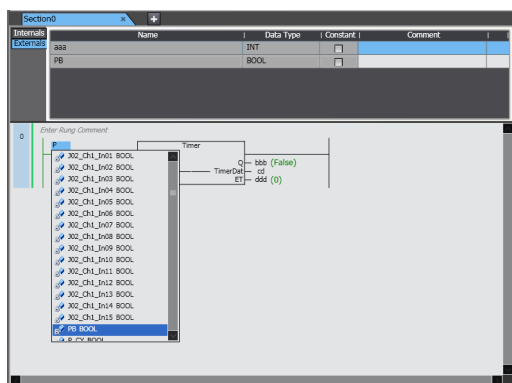 Section0 × +
Internals
Externals
Name | Data Type | Constant | Comment
aaa INT
PB BOOL
0
Enter Rung Comment
P
Timer
Q bbb (False)
TimerDat cd
ET ddd (0)
J02_Ch1_In01 BOOL
J02_Ch1_In02 BOOL
J02_Ch1_In03 BOOL
J02_Ch1_In04 BOOL
J02_Ch1_In05 BOOL
J02_Ch1_In06 BOOL
J02_Ch1_In07 BOOL
J02_Ch1_In08 BOOL
J02_Ch1_In09 BOOL
J02_Ch1_In10 BOOL
J02_Ch1_In11 BOOL
J02_Ch1_In12 BOOL
J02_Ch1_In13 BOOL
J02_Ch1_In14 BOOL
J02_Ch1_In15 BOOL
PB BOOL
P_CY BOOL